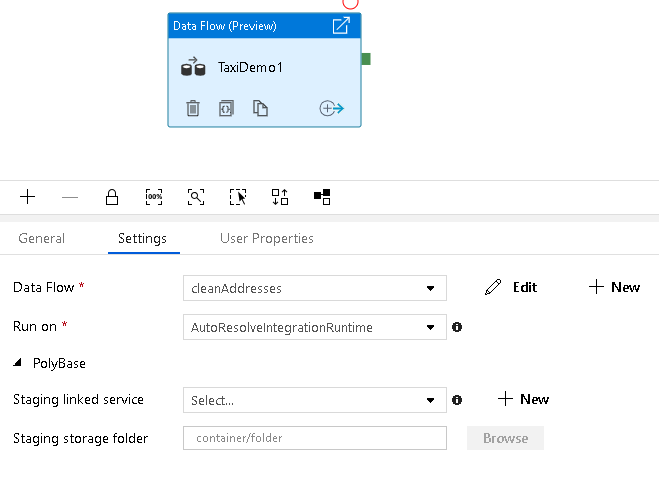 Data Flow (Preview)
TaxiDemo1
100%
General Settings User Properties
Data Flow * cleanAddresses Edit New
Run on * AutoResolveIntegrationRuntime
PolyBase
Staging linked service Select... New
Staging storage folder container/folder Browse